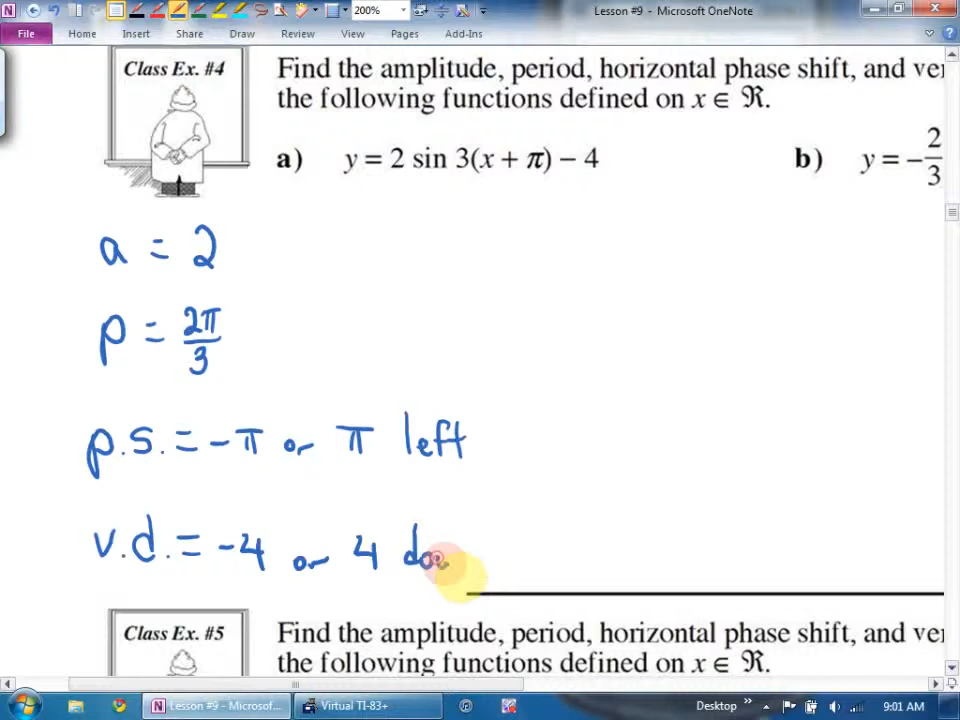 Lesson #9 - Microsoft OneNote
200%
File Home Insert Share Draw Review View Pages Add-Ins
Class Ex. #4
Find the amplitude, period, horizontal phase shift, and ver
the following functions defined on x ∈ ℜ.
a) y = 2 sin 3(x + π) − 4
b) y = −2/3
a = 2
p = 2π/3
p.s. = -π or π left
v.d. = -4 or 4 do
Class Ex. #5
Find the amplitude, period, horizontal phase shift, and ver
the following functions defined on x ∈ ℜ.
Lesson #9 - Microsof...
Virtual TI-83+
Desktop
9:01 AM